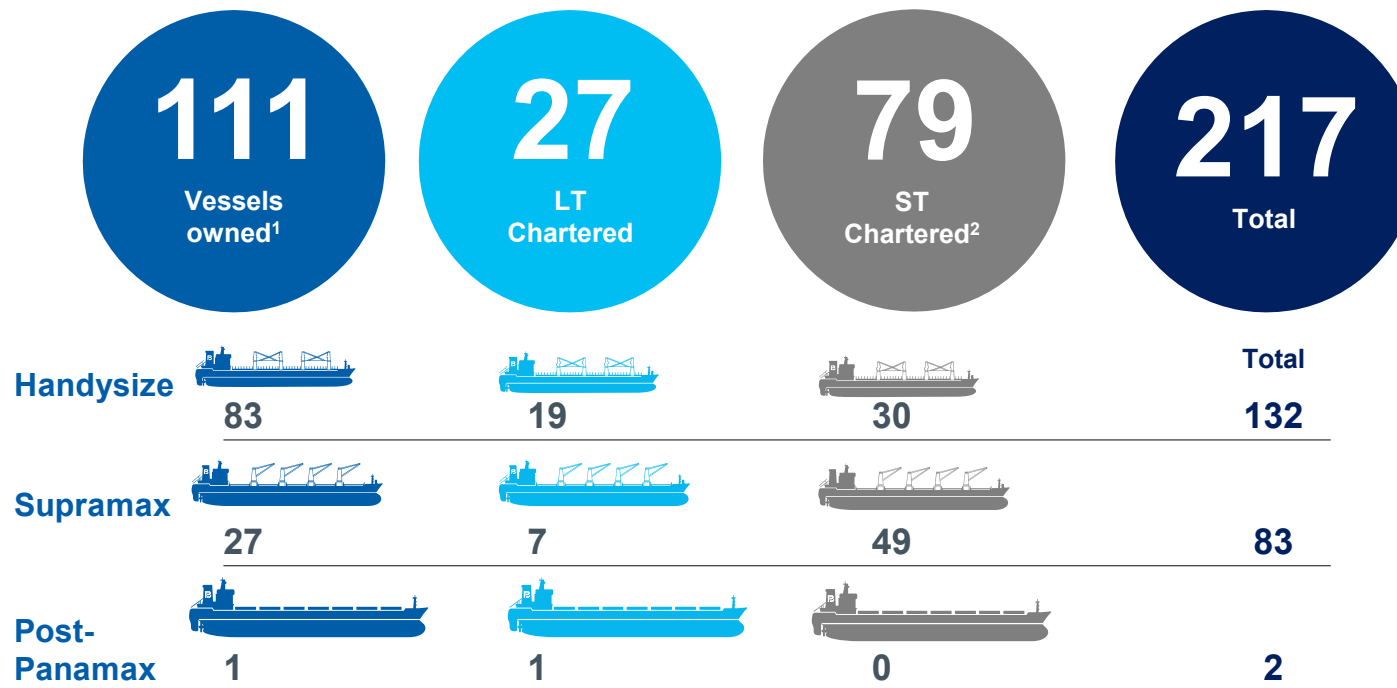 111
Vessels
owned¹
27
LT
Chartered
79
ST
Chartered²
217
Total
Total
Handysize
83 19 30 132
Supramax
27 7 49 83
Post-
Panamax
1 1 0 2